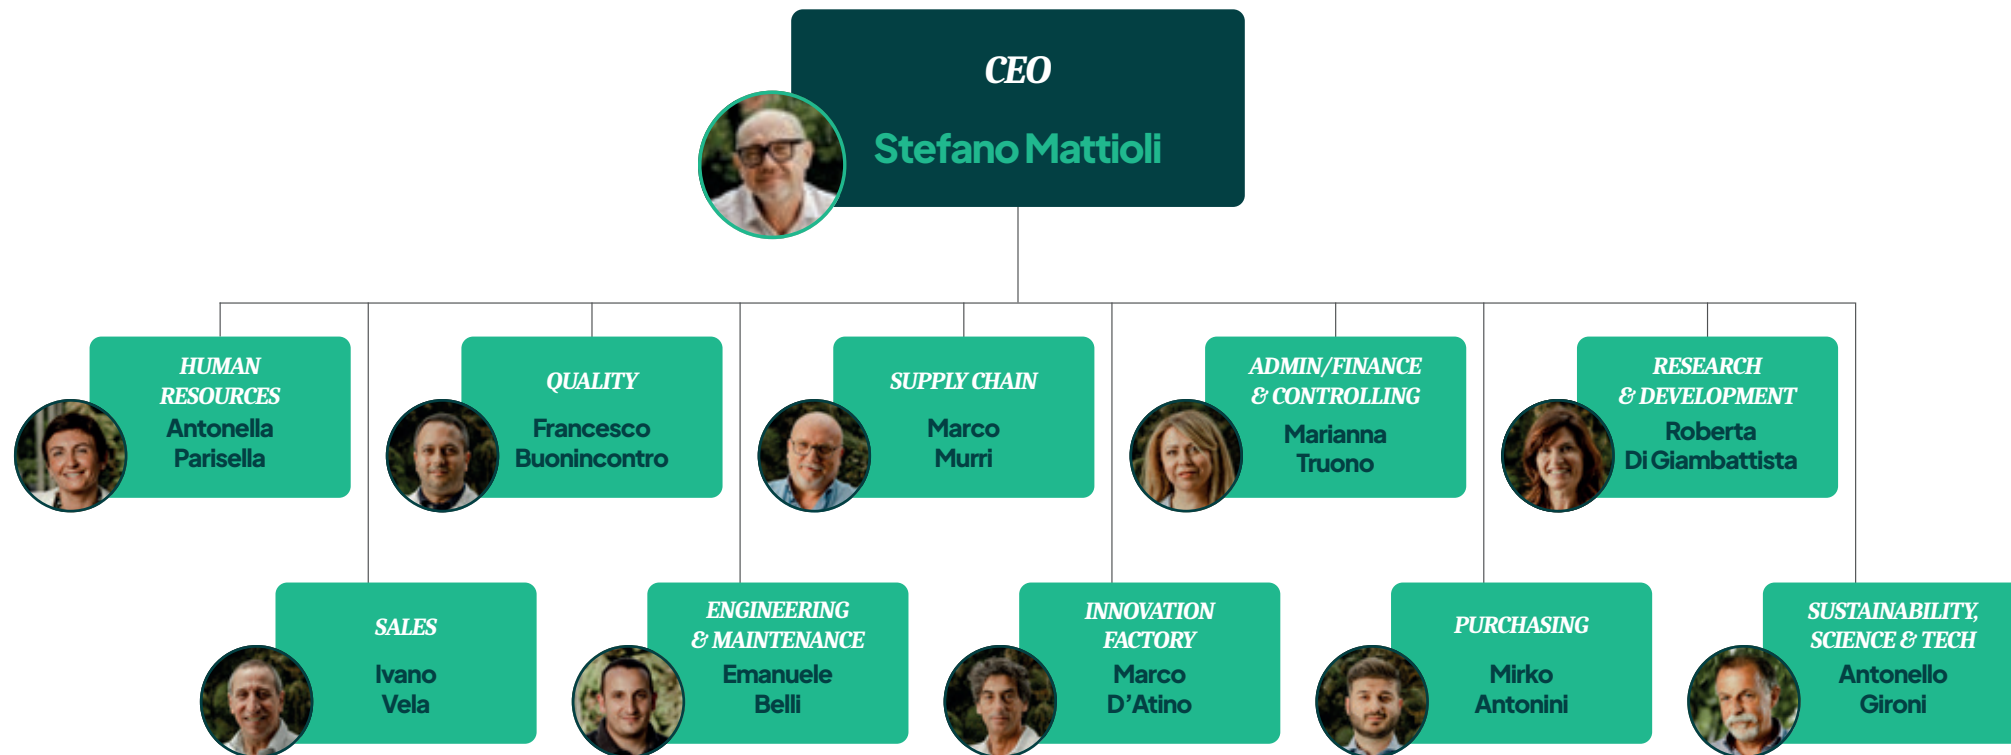 CEO
Stefano Mattioli
HUMAN
RESOURCES
Antonella
Parisella
QUALITY
Francesco
Buonincontro
SUPPLY CHAIN
Marco
Murri
ADMIN/FINANCE
& CONTROLLING
Marianna
Truono
RESEARCH
& DEVELOPMENT
Roberta
Di Giambattista
SALES
Ivano
Vela
ENGINEERING
& MAINTENANCE
Emanuele
Belli
INNOVATION
FACTORY
Marco
D’Atino
PURCHASING
Mirko
Antonini
SUSTAINABILITY,
SCIENCE & TECH
Antonello
Gironi